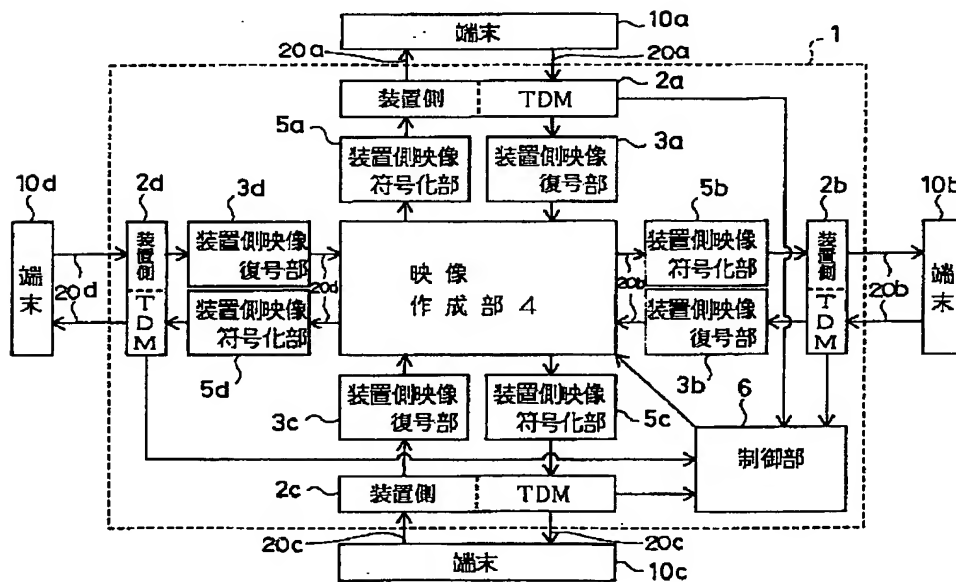 10a
端末
20a
20a
1
2a
装置側
TDM
5a
3a
装置側映像
符号化部
装置側映像
復号部
10d
2d
3d
5b
2b
10b
端末
20d
装置側
TDM
装置側映像
復号部
装置側映像
符号化部
20d
5d
映像
作成部 4
20b
装置側映像
符号化部
装置側映像
復号部
3b
装置側
TDM
20b
20b
端末
3c
装置側映像
復号部
装置側映像
符号化部
5c
6
制御部
2c
装置側
TDM
20c
20c
端末
10c